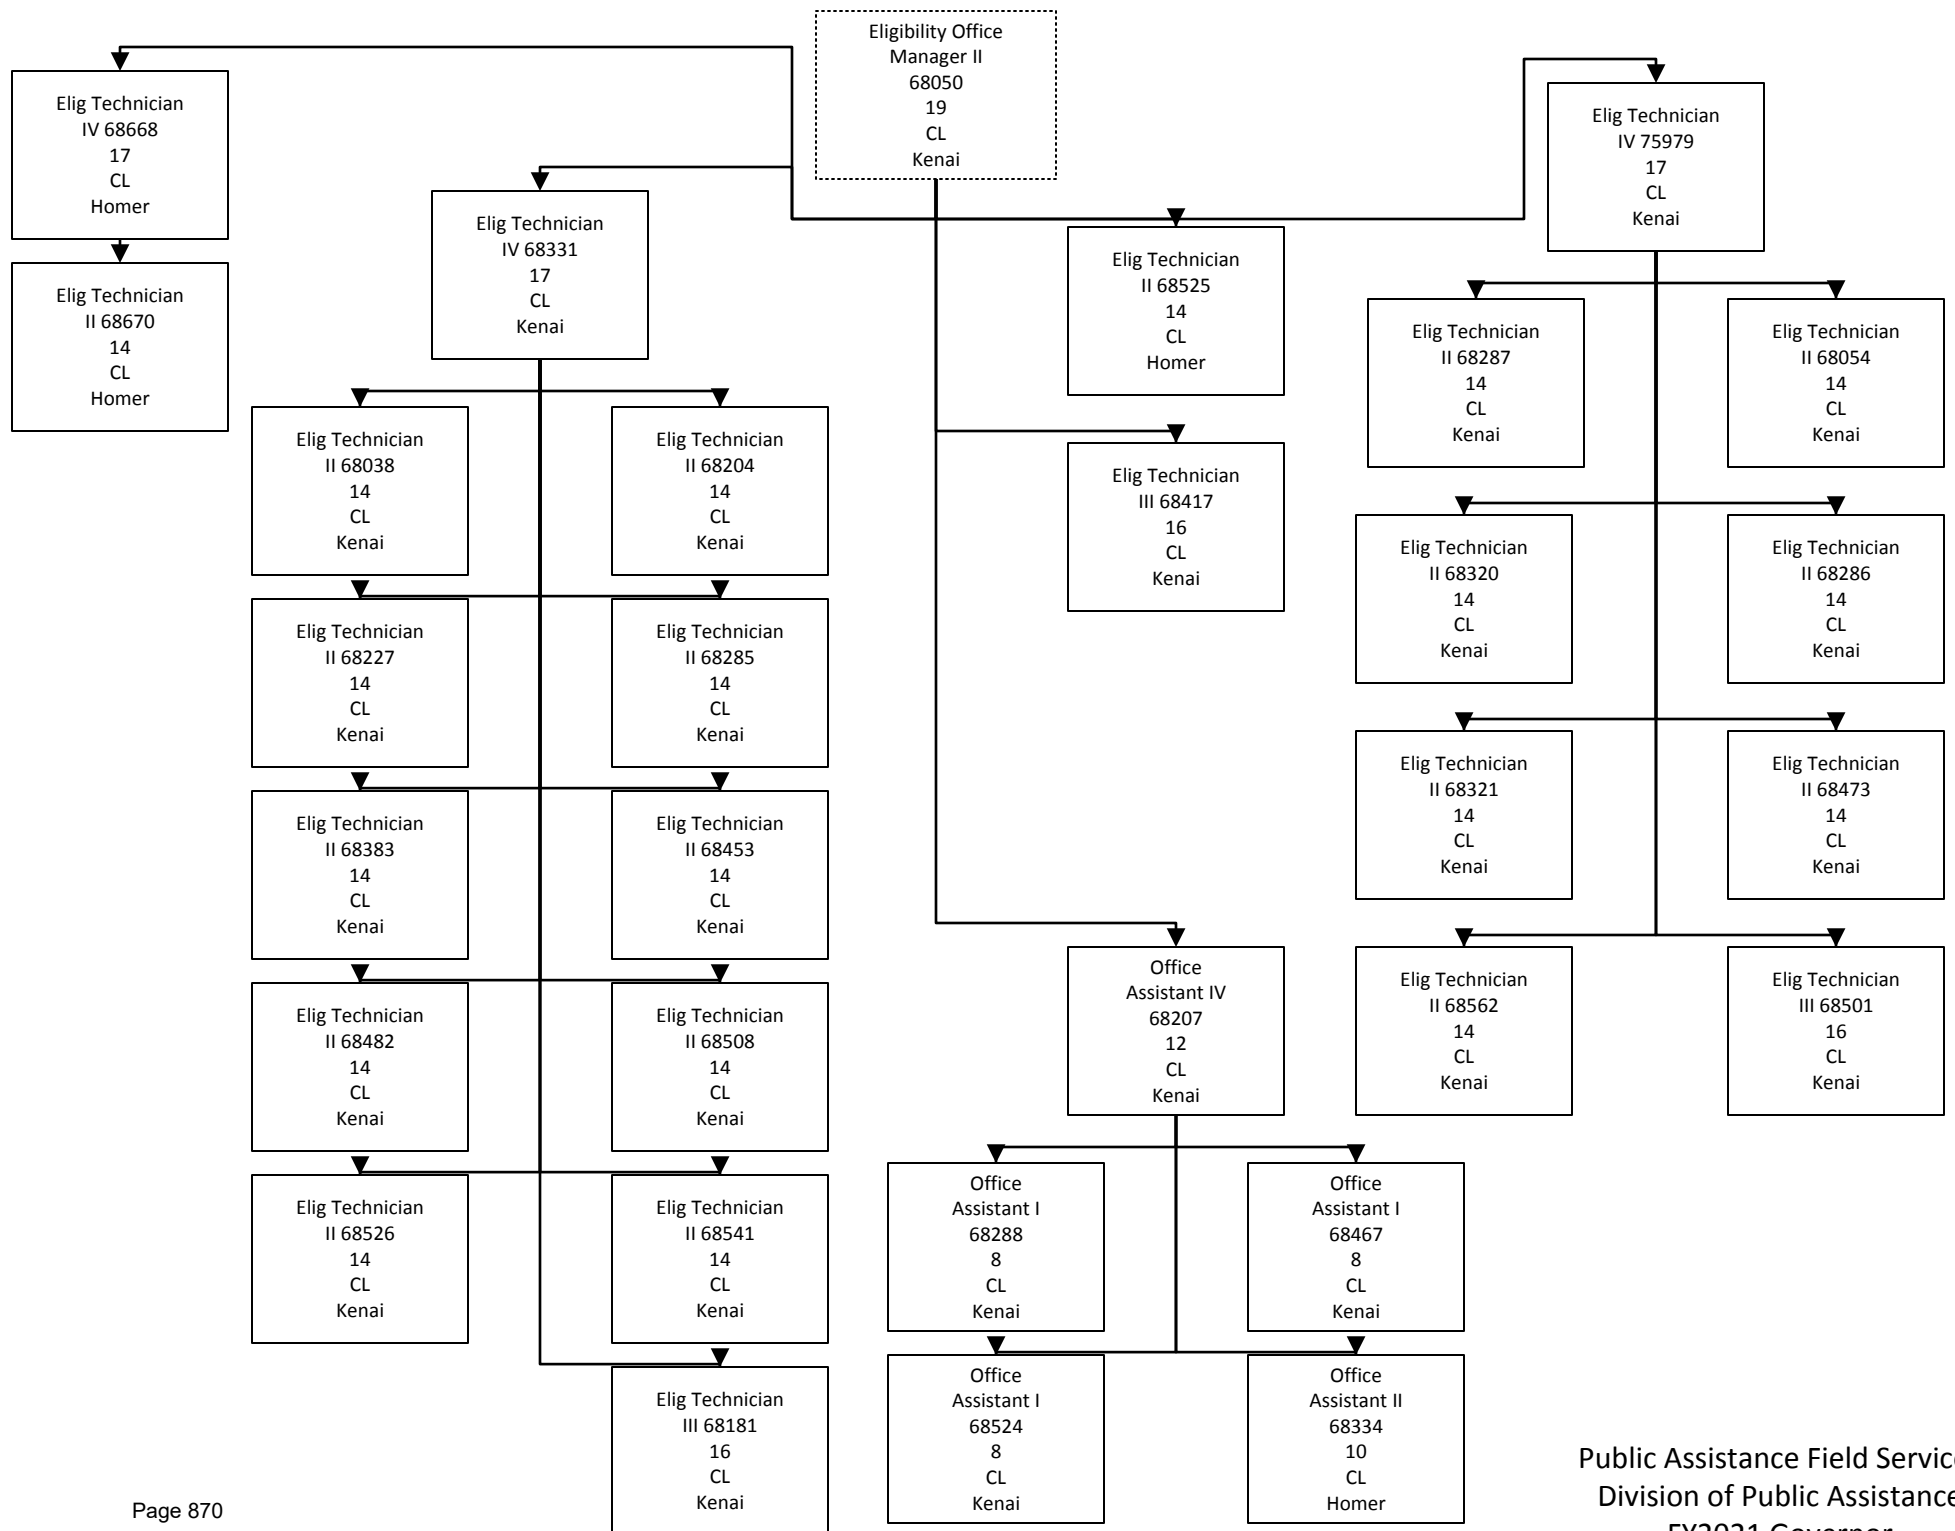 Eligibility Office
Manager II
68050
19
CL
Kenai
Elig Technician
IV 68668
17
CL
Homer
Elig Technician
II 68670
14
CL
Homer
Elig Technician
IV 68331
17
CL
Kenai
Elig Technician
II 68038
14
CL
Kenai
Elig Technician
II 68204
14
CL
Kenai
Elig Technician
II 68227
14
CL
Kenai
Elig Technician
II 68285
14
CL
Kenai
Elig Technician
II 68383
14
CL
Kenai
Elig Technician
II 68453
14
CL
Kenai
Elig Technician
II 68482
14
CL
Kenai
Elig Technician
II 68508
14
CL
Kenai
Elig Technician
II 68526
14
CL
Kenai
Elig Technician
II 68541
14
CL
Kenai
Elig Technician
III 68181
16
CL
Kenai
Elig Technician
II 68525
14
CL
Homer
Elig Technician
III 68417
16
CL
Kenai
Office
Assistant IV
68207
12
CL
Kenai
Office
Assistant I
68288
8
CL
Kenai
Office
Assistant I
68467
8
CL
Kenai
Office
Assistant I
68524
8
CL
Kenai
Office
Assistant II
68334
10
CL
Homer
Elig Technician
IV 75979
17
CL
Kenai
Elig Technician
II 68287
14
CL
Kenai
Elig Technician
II 68054
14
CL
Kenai
Elig Technician
II 68320
14
CL
Kenai
Elig Technician
II 68286
14
CL
Kenai
Elig Technician
II 68321
14
CL
Kenai
Elig Technician
II 68473
14
CL
Kenai
Elig Technician
II 68562
14
CL
Kenai
Elig Technician
III 68501
16
CL
Kenai
Page 870
Public Assistance Field Servic
Division of Public Assistance
FY2021 Governor